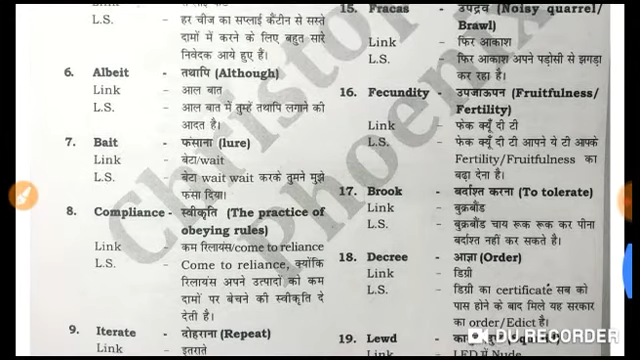 L.S. - हर चीज का सप्लाई कैंटीन से सस्ते
दामों में करने के लिए बहुत सारे
निवेदक आये हुए हैं।
6. Albeit - तथापि (Although)
Link - आल बात
L.S. - आल बात में तुम्हें तथापि लगाने की
आदत है।
7. Bait - फंसाना (lure)
Link - बेटा/wait
L.S. - बेटा wait wait करके तुमने मुझे
फंसा दिया।
8. Compliance - स्वीकृति (The practice of
obeying rules)
Link - कम रिलायंस/come to reliance
L.S. - Come to reliance, क्योंकि
रिलायंस अपने उत्पादों को कम
दामों पर बेचने की स्वीकृति दे
देती है।
9. Iterate - दोहराना (Repeat)
Link - इतराते
15. Fracas - उपद्रव (Noisy quarrel/
Brawl)
Link - फिर आकाश
L.S. - फिर आकाश अपने पड़ोसी से झगड़ा
कर रहा है।
16. Fecundity - उपजाऊपन (Fruitfulness/
Fertility)
Link - फेक क्यूँ दी टी
L.S. - फेक क्यूँ दी टी आपने ये टी आपके
Fertility/Fruitfulness का
बढ़ा देना है।
17. Brook - बर्दाश्त करना (To tolerate)
Link - बुकबॉंड
L.S. - बुकबॉंड चाय रूक रूक कर पीना
बर्दाश्त नहीं कर सकते है।
18. Decree - आज्ञा (Order)
Link - डिग्री
L.S. - डिग्री का certificate सब को
पास होने के बाद मिले यह सरकार
का order/Edict है।
19. Lewd
Link - LED में Nude
Christop
Phoenix
DU RECORDER